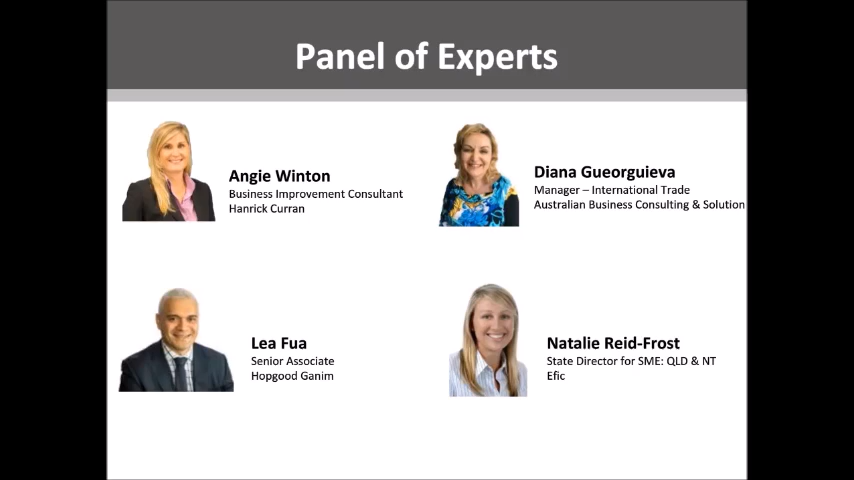 Panel of Experts
Angie Winton
Business Improvement Consultant
Hanrick Curran
Diana Gueorguieva
Manager – International Trade
Australian Business Consulting & Solution
Lea Fua
Senior Associate
Hopgood Ganim
Natalie Reid-Frost
State Director for SME: QLD & NT
Efic